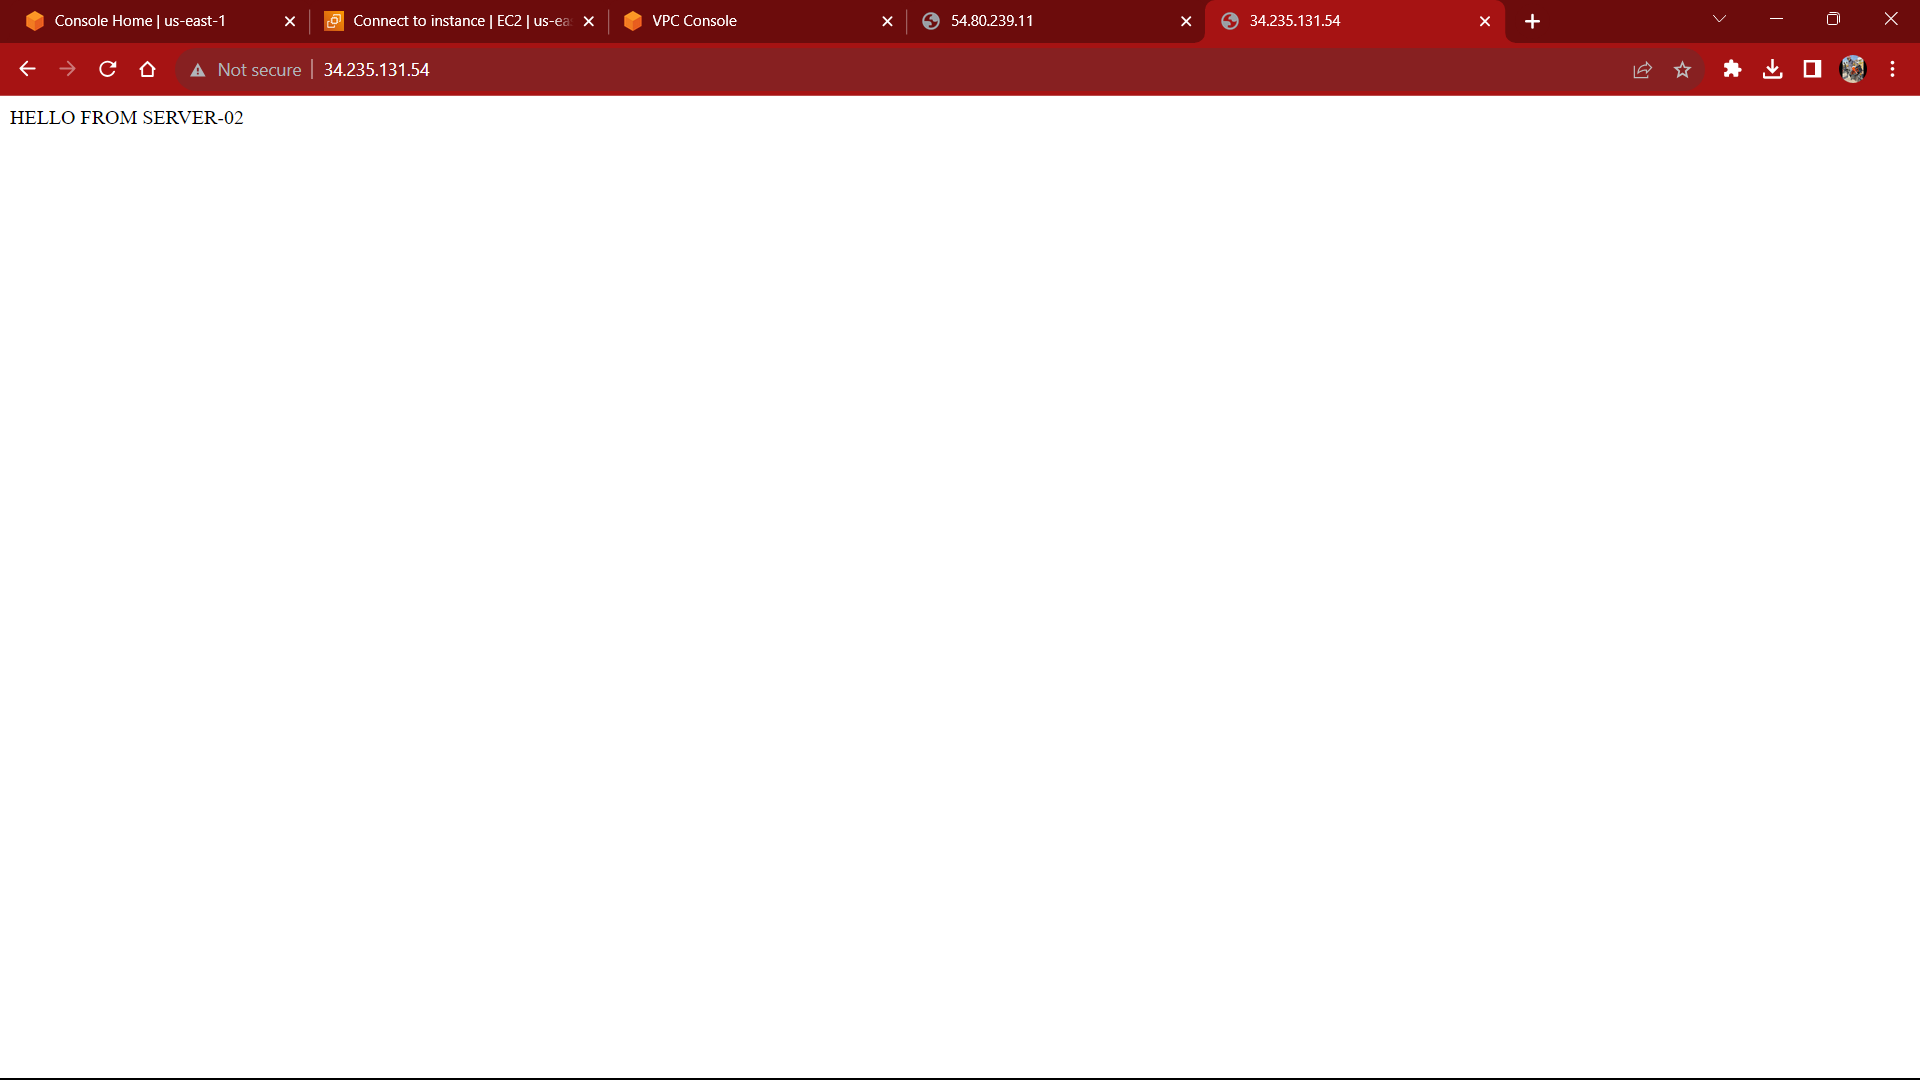 Console Home | us-east-1
Connect to instance | EC2 | us-ea
VPC Console
54.80.239.11
34.235.131.54
Not secure
34.235.131.54
HELLO FROM SERVER-02